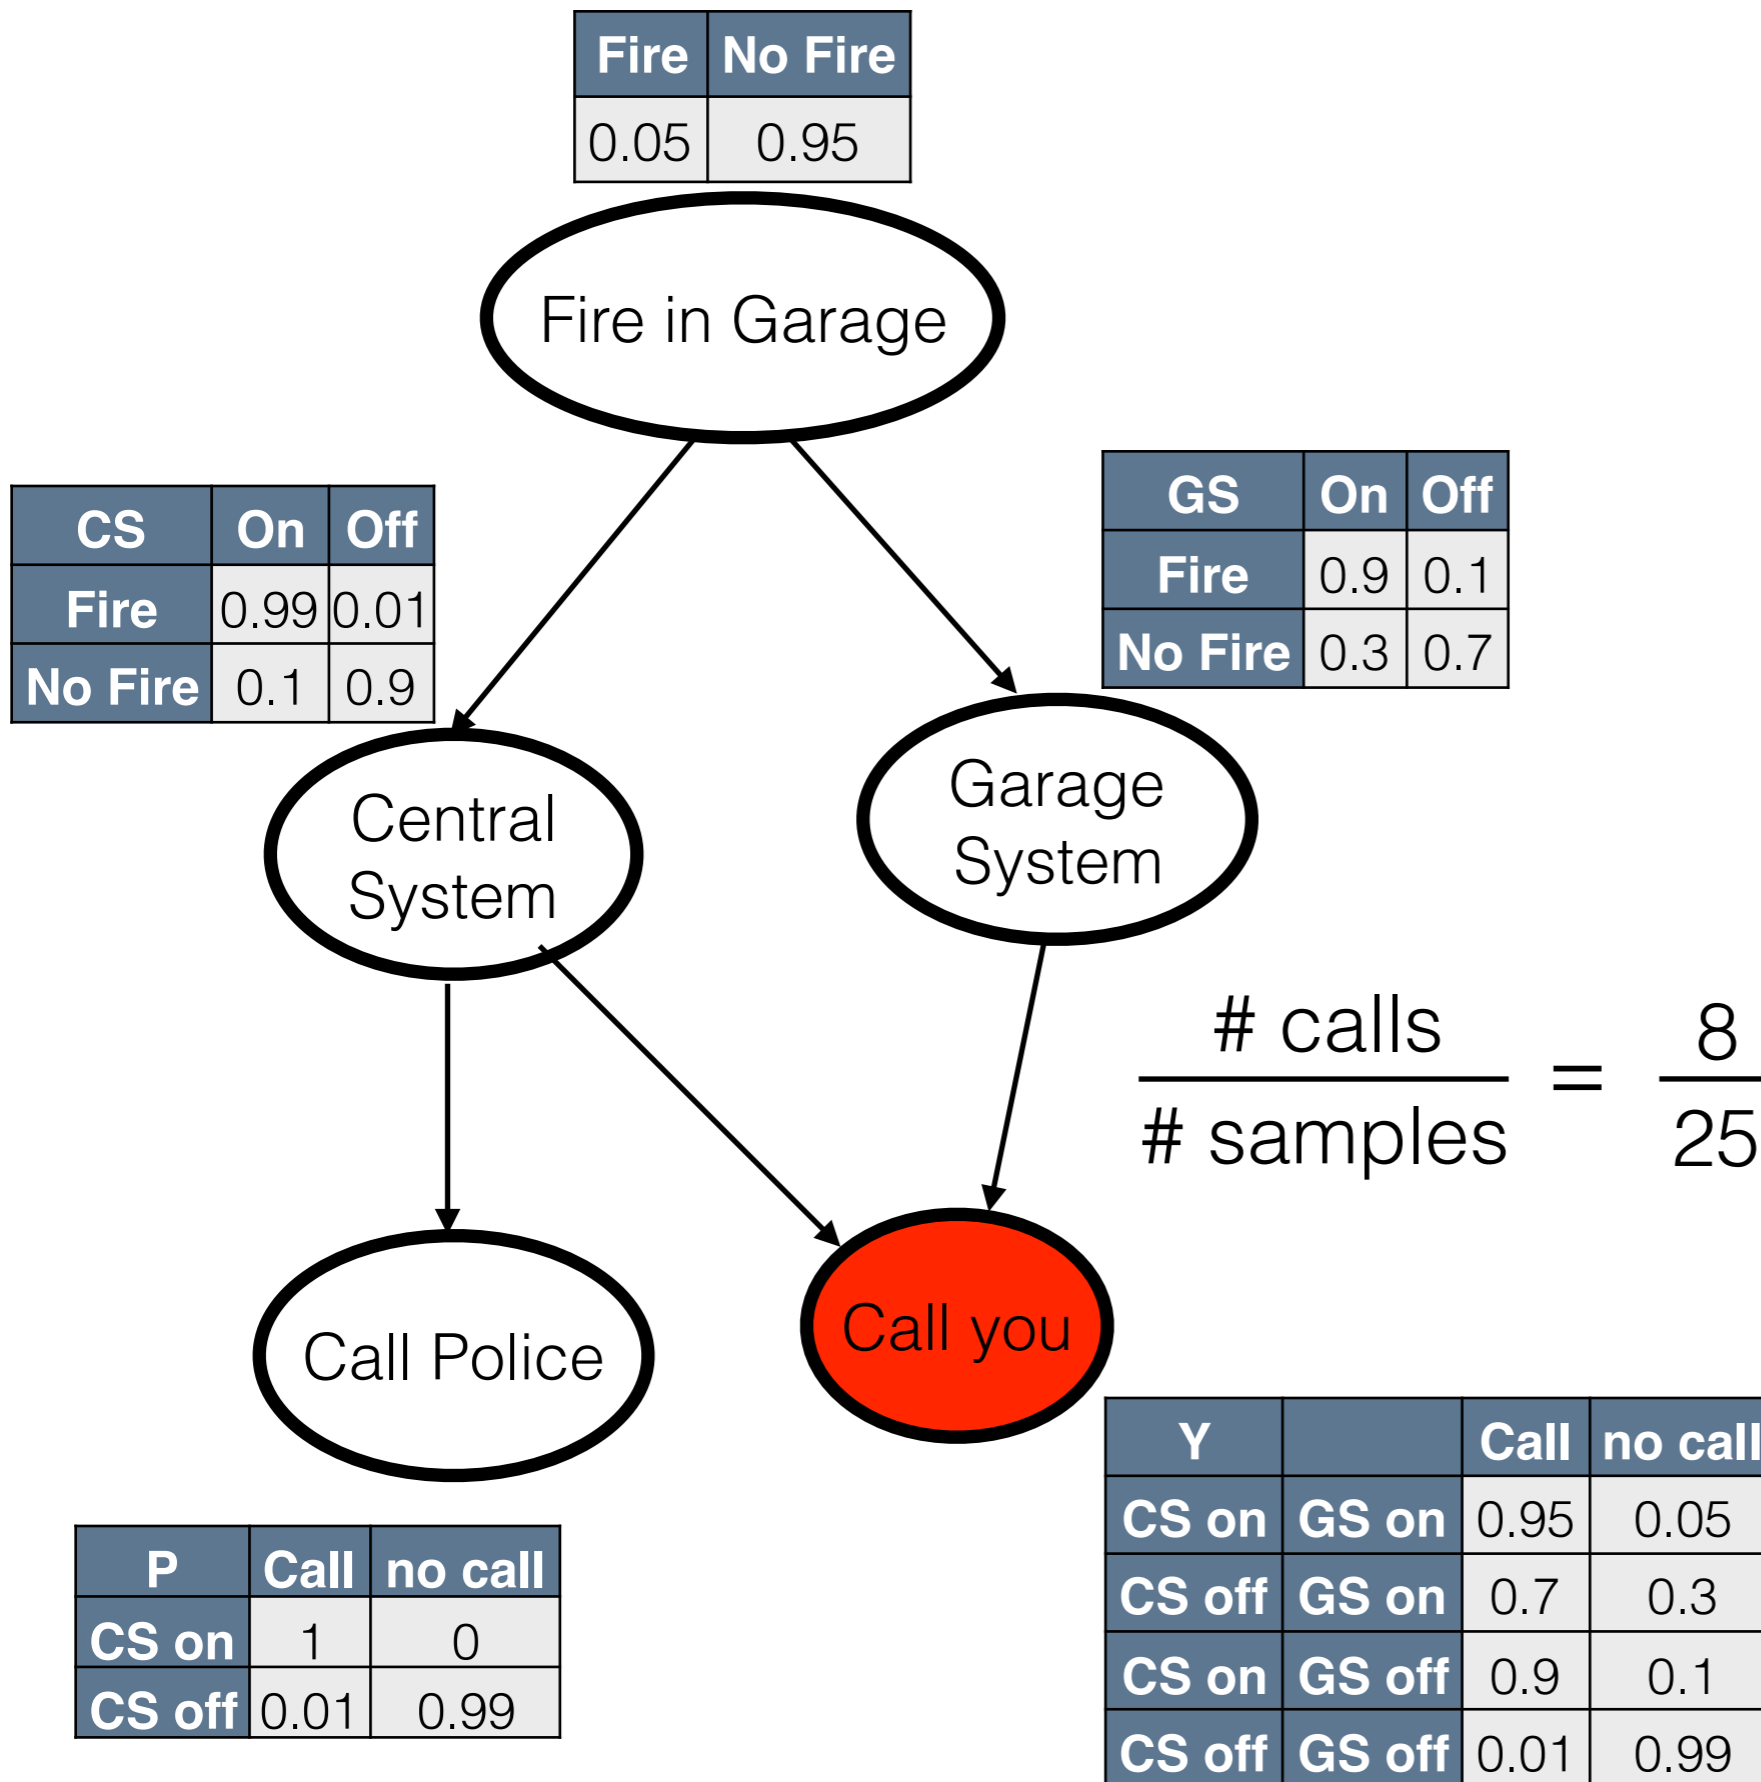 Fire No Fire
0.05 0.95
Fire in Garage
CS On Off
Fire 0.99 0.01
No Fire 0.1 0.9
GS On Off
Fire 0.9 0.1
No Fire 0.3 0.7
Central
System
Garage
System
# calls
# samples
=
8
25
Call Police
Call you
P Call no call
CS on 1 0
CS off 0.01 0.99
Y Call no call
CS on GS on 0.95 0.05
CS off GS on 0.7 0.3
CS on GS off 0.9 0.1
CS off GS off 0.01 0.99